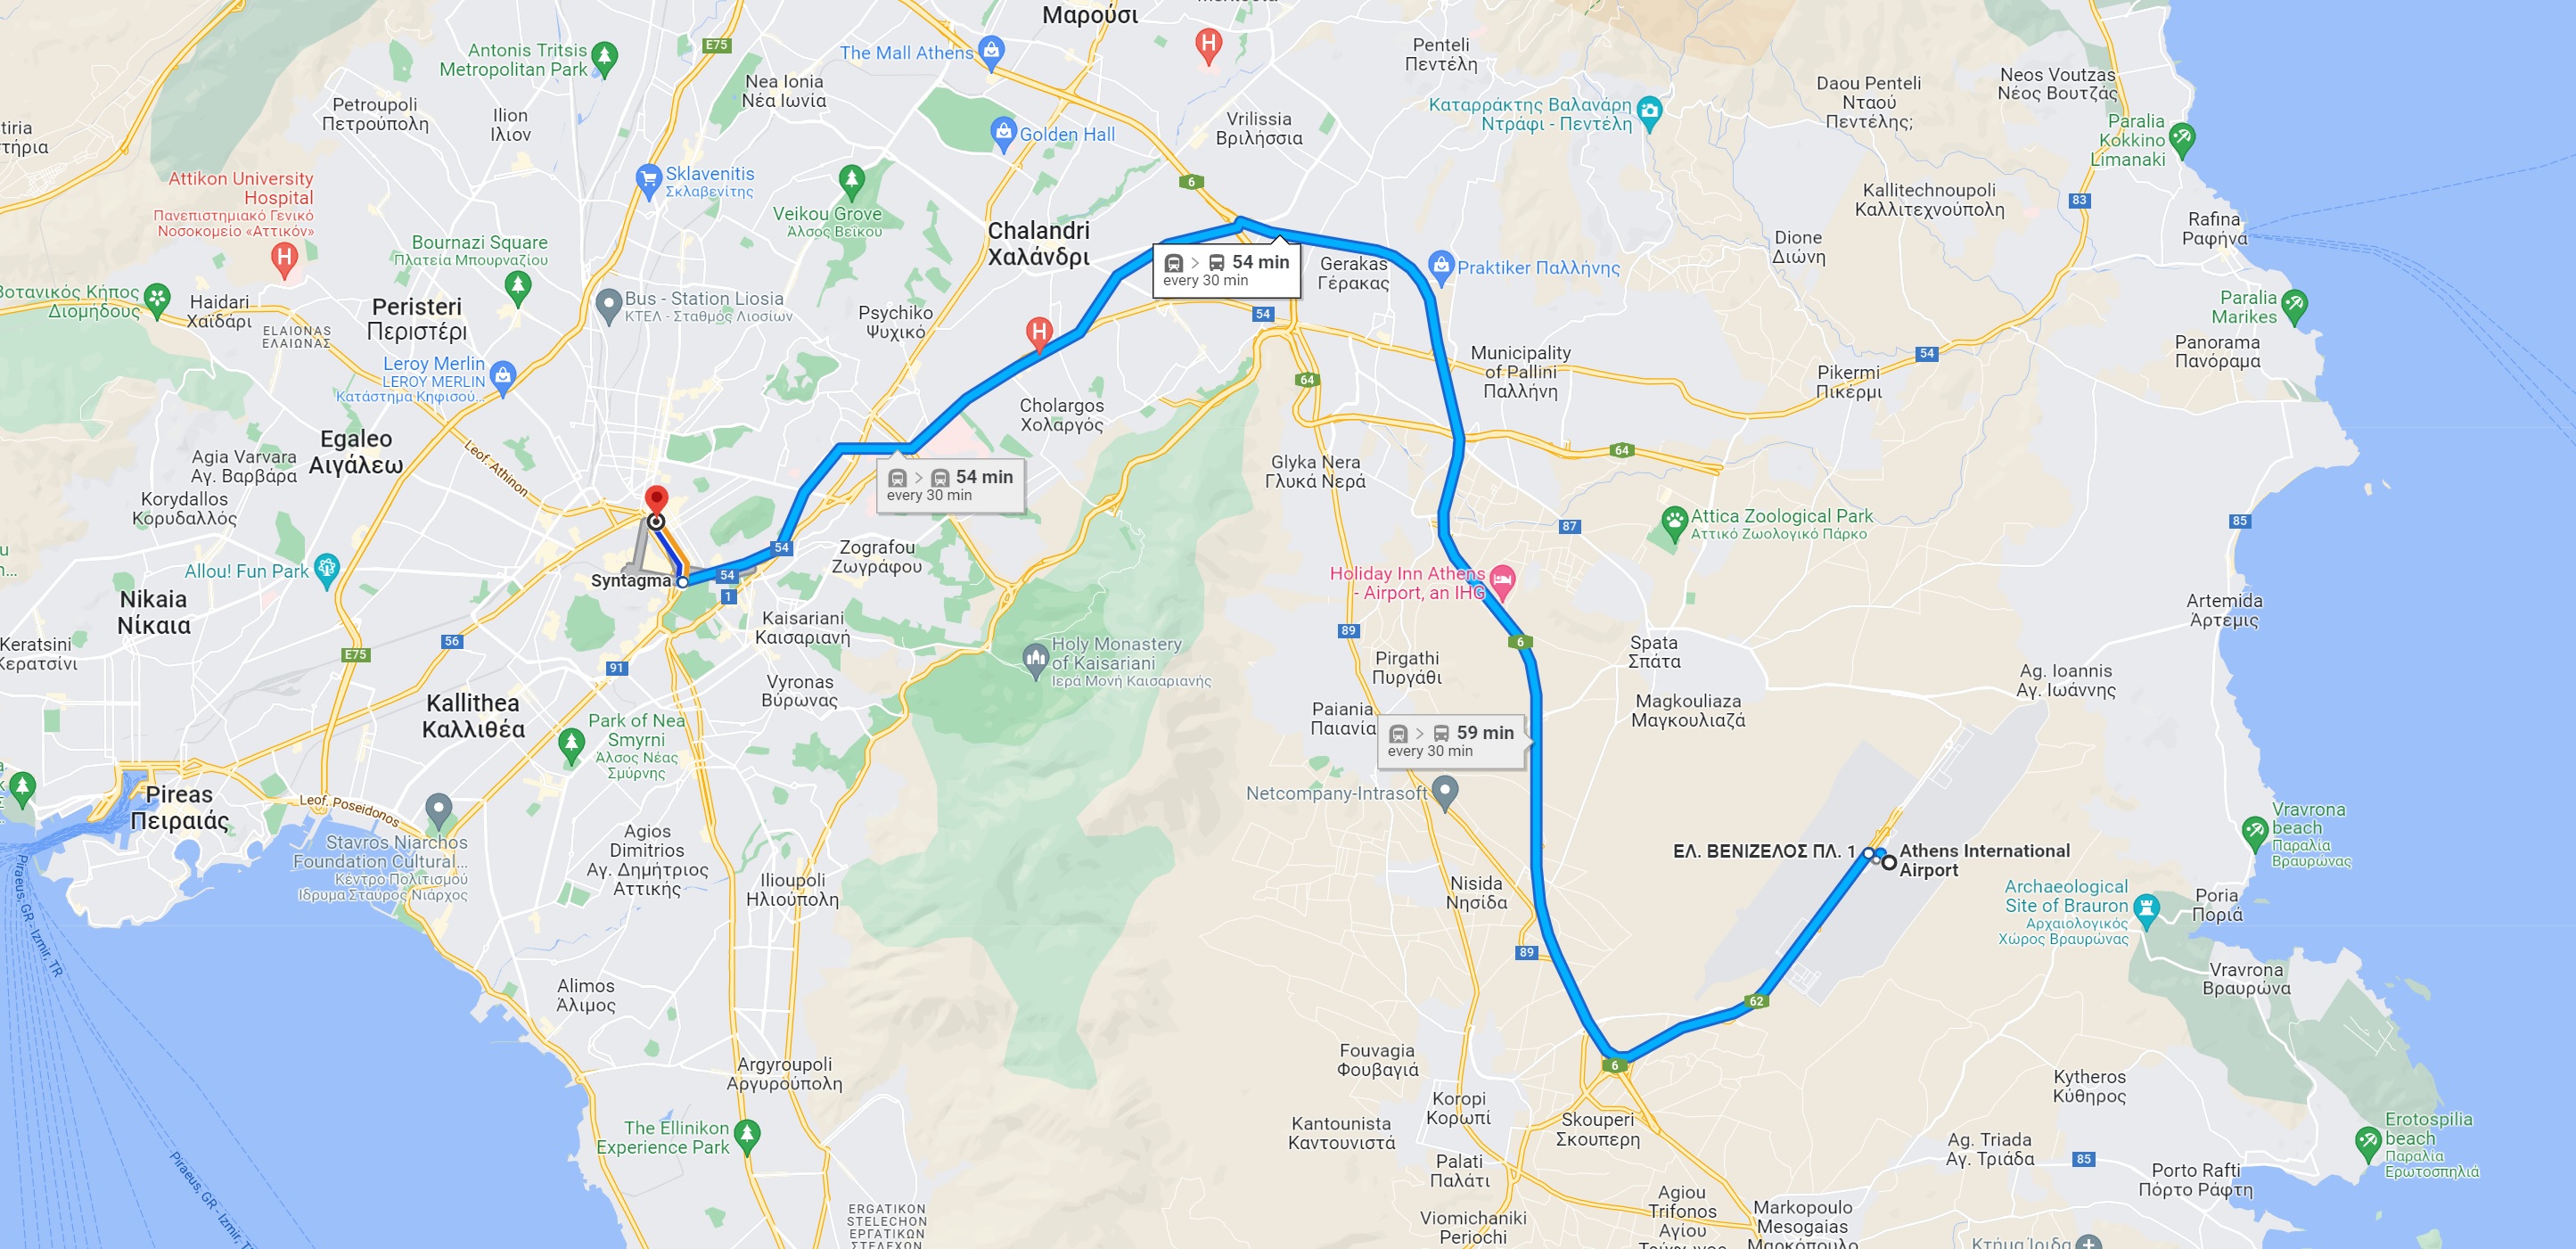 Μαρούσι
Antonis Tritsis
Metropolitan Park
E75
The Mall Athens
Penteli
Πεντέλη
Nea Ionia
Νέα Ιωνία
Petroupoli
Πετρούπολη
Ilion
Ιλιον
Golden Hall
Vrilissia
Βριλήσσια
Καταρράκτης Βαλανάρη
Ντράφι - Πεντέλη
Daou Penteli
Νταού
Πεντέλης;
Neos Voutzas
Νέος Βουτζάς
Paralia
Kokkino
Limanaki
tiria
τήρια
Attikon University
Hospital
Πανεπιστημιακό Γενικό
Νοσοκομείο «Αττικόν»
Sklavenitis
Σκλαβενίτης
Veikou Grove
Άλσος Βεΐκου
6
Kallitechnoupoli
Καλλιτεχνούπολη
83
Rafina
Ραφήνα
Chalandri
Χαλάνδρι
Bournazi Square
Πλατεία Μπουρναζίου
Dione
Διώνη
54 min
every 30 min
Gerakas
Γέρακας
Praktiker Παλλήνης
Βοτανικός Κήπος
Διομήδους
Haidari
Χαϊδάρι
ELAIONAS
ΕΛΑΙΩΝΑΣ
Peristeri
Περιστέρι
Bus - Station Liosia
ΚΤΕΛ - Σταθμός Λιοσίων
Psychiko
Ψυχικό
54
Paralia
Marikes
Panorama
Πανόραμα
Leroy Merlin
LEROY MERLIN
Κατάστημα Κηφισού...
64
Municipality
of Pallini
Παλλήνη
Pikermi
Πικέρμι
54
Cholargos
Χολαργός
Egaleo
Αιγάλεω
Leof. Athinon
Agia Varvara
Αγ. Βαρβάρα
Korydallos
Κορυδαλλός
54 min
every 30 min
Glyka Nera
Γλυκά Νερά
64
87
Attica Zoological Park
Αττικό Ζωολογικό Πάρκο
85
54
Zografou
Ζωγράφου
Allou! Fun Park
Syntagma
54
1
Holiday Inn Athens
- Airport, an IHG
Nikaia
Νίκαια
Keratsini
Κερατσίνι
56
E75
91
Kaisariani
Καισαριανή
Holy Monastery
of Kaisariani
Ιερά Μονή Καισαριανής
89
6
Spata
Σπάτα
Artemida
Άρτεμις
Pirgathi
Πυργάθι
Ag. Ioannis
Αγ. Ιωάννης
Vyronas
Βύρωνας
Kallithea
Καλλιθέα
Park of Nea
Smyrni
Άλσος Νέας
Σμύρνης
Paiania
Παιανία
Magkouliaza
Μαγκουλιαζά
59 min
every 30 min
Netcompany-Intrasoft
Pireas
Πειραιάς
Leof. Poseidonos
Stavros Niarchos
Foundation Cultural...
Κέντρο Πολιτισμού
Ιδρυμα Σταύρος Νιάρχος
Agios
Dimitrios
Αγ. Δημήτριος
Αττικής
Ilioupoli
Ηλιούπολη
ΕΛ. ΒΕΝΙΖΕΛΟΣ ΠΛ. 1
Athens International
Airport
Vravrona
beach
Παραλία
Βραυρώνας
Nisida
Νησίδα
Archaeological
Site of Brauron
Αρχαιολογικός
Χώρος Βραυρώνας
Poria
Ποριά
Piraeus, GR - Izmir, TR
89
Alimos
Άλιμος
62
Vravrona
Βραυρώνα
Argyroupoli
Αργυρούπολη
Fouvagia
Φουβαγιά
6
Koropi
Κορωπί
Kytheros
Κύθηρος
Kantounista
Καντουνιστά
Skouperi
Σκουπερη
The Ellinikon
Experience Park
Ag. Triada
Αγ. Τριάδα
85
Erotospilia
beach
Παραλία
Ερωτοσπηλιά
Palati
Παλάτι
Porto Rafti
Πόρτο Ράφτη
Piraeus, GR - Izmir, T
ERGATIKON
STELECHON
ΕΡΓΑΤΙΚΩΝ
ΣΤΕΛΕΧΩΝ
Viomichaniki
Periochi
Agiou
Trifonos
Αγίου
Markopoulo
Mesogaias
Μαρκόπουλο
Κτήμα Ίριδα